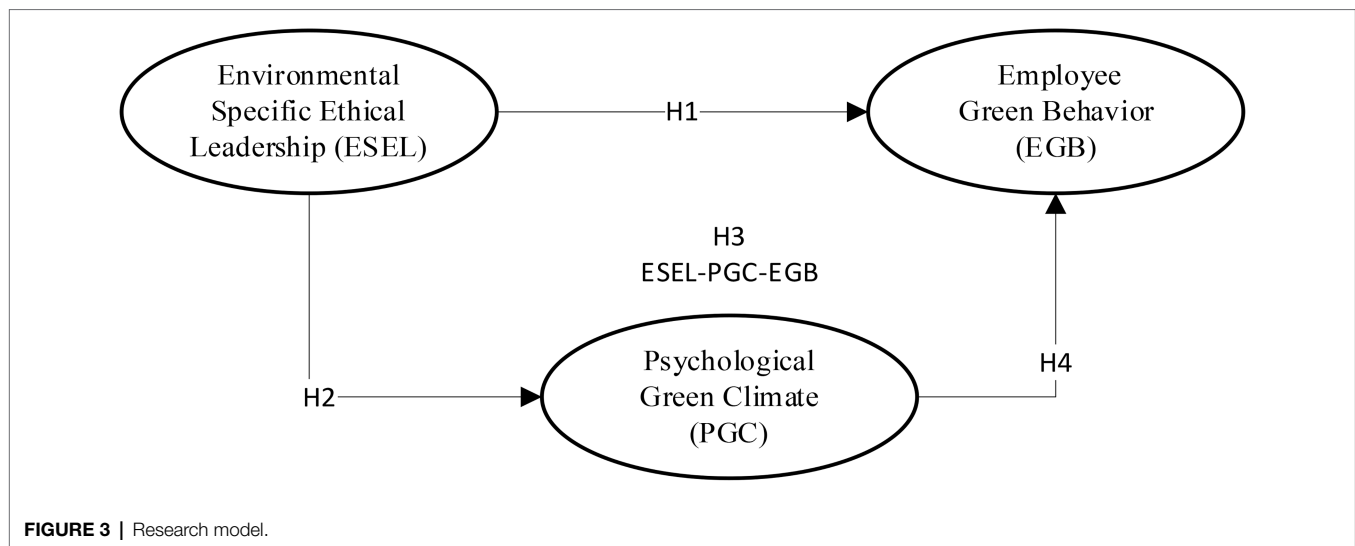 Environmental
Specific Ethical
Leadership (ESEL)
H1
Employee
Green Behavior
(EGB)
H3
ESEL-PGC-EGB
H2
Psychological
Green Climate
(PGC)
H4
FIGURE 3 | Research model.